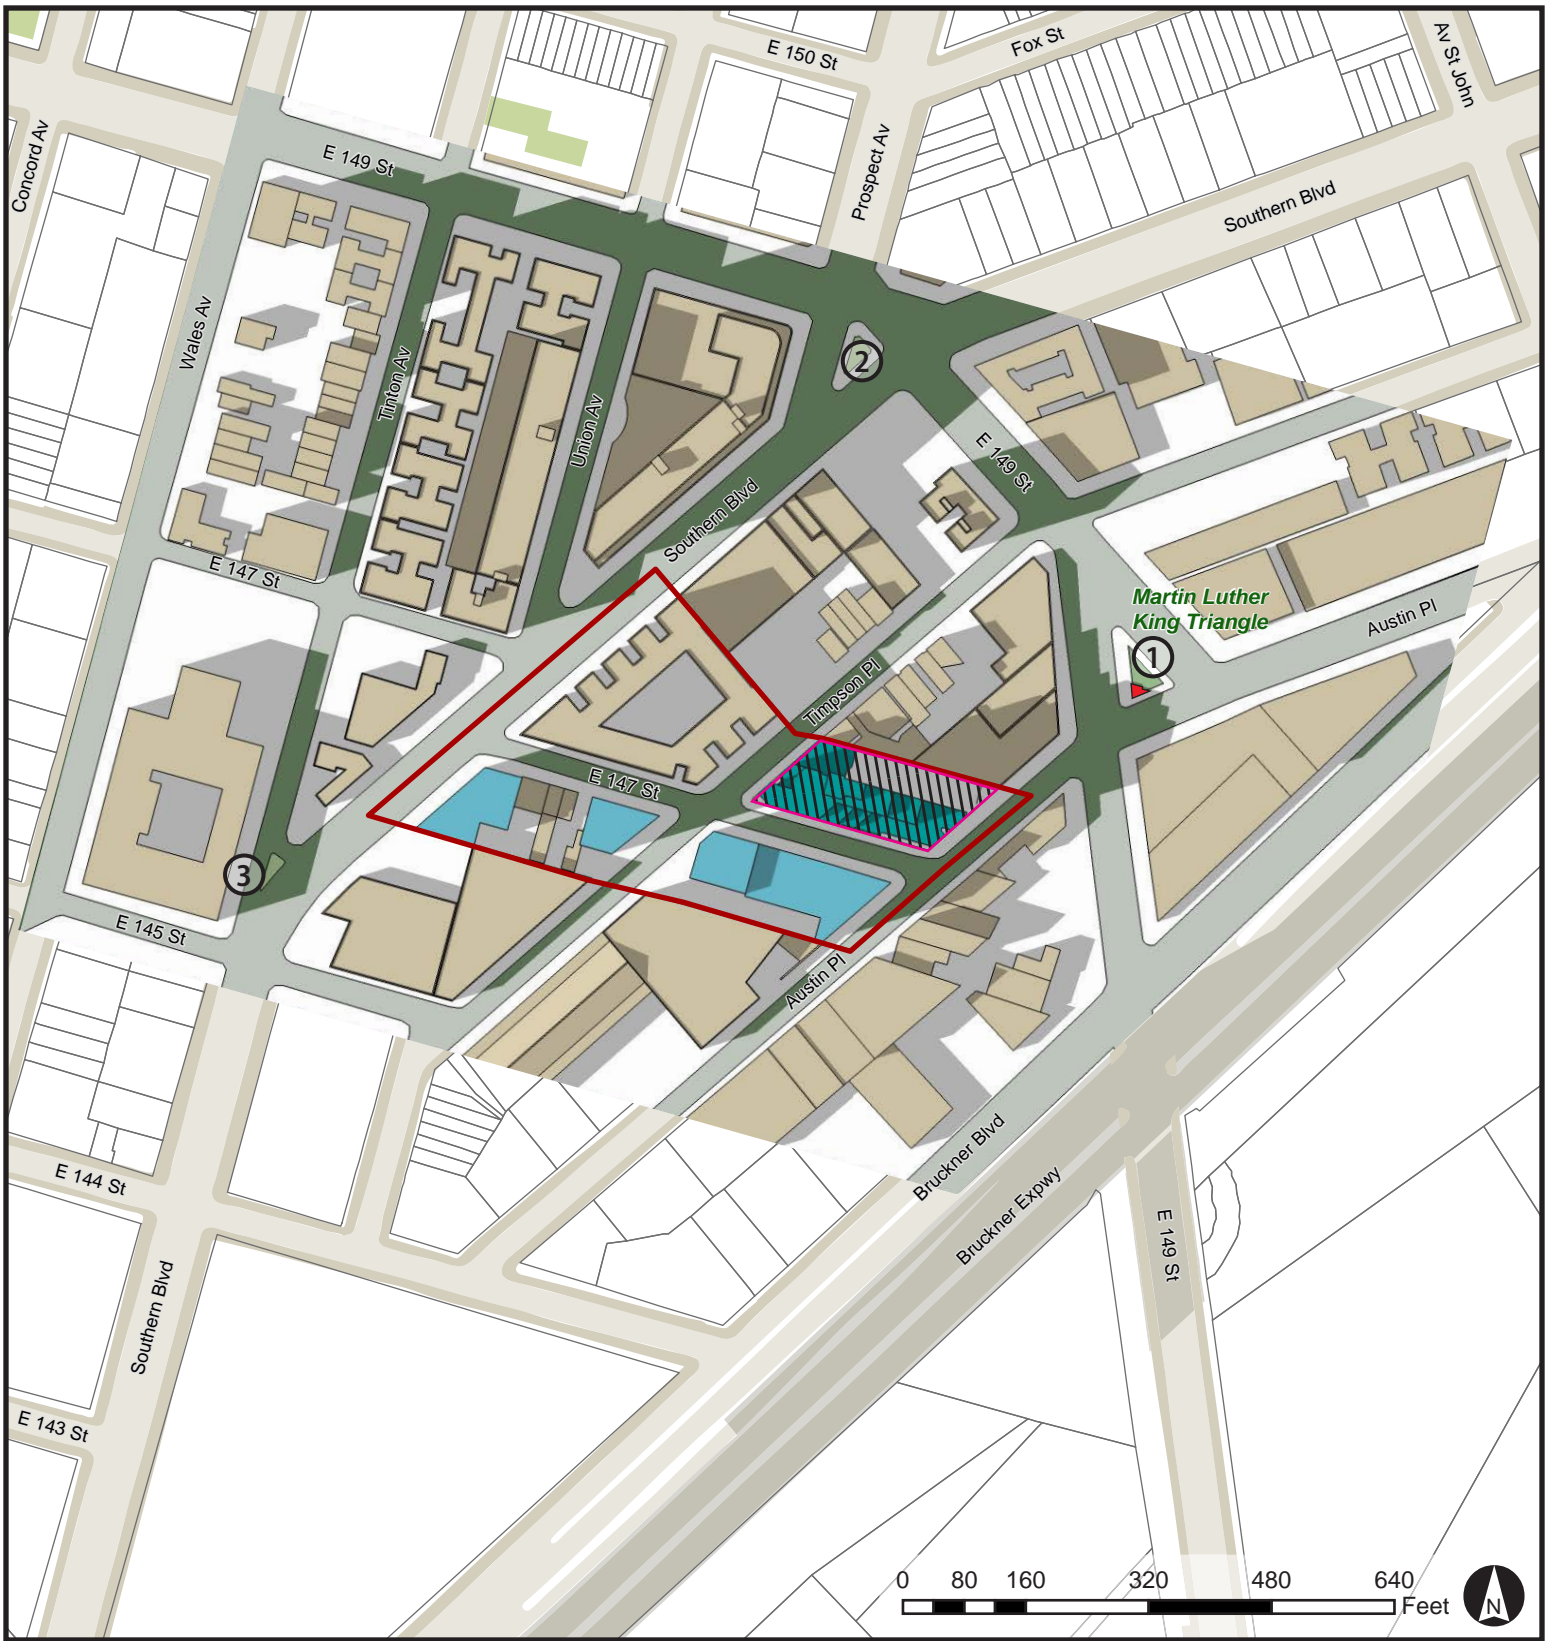 E 150 St
Fox St
Av St John
Concord Av
E 149 St
Prospect Av
Southern Blvd
Wales Av
Tinton Av
Union Av
2
E 149 St
Southern Blvd
E 147 St
Martin Luther
King Triangle
1
Austin Pl
Timpson Pl
E 147 St
3
E 145 St
Austin Pl
Bruckner Blvd
E 144 St
Bruckner Expwy
E 149 St
Southern Blvd
E 143 St
0 80 160 320 480 640
Feet
N